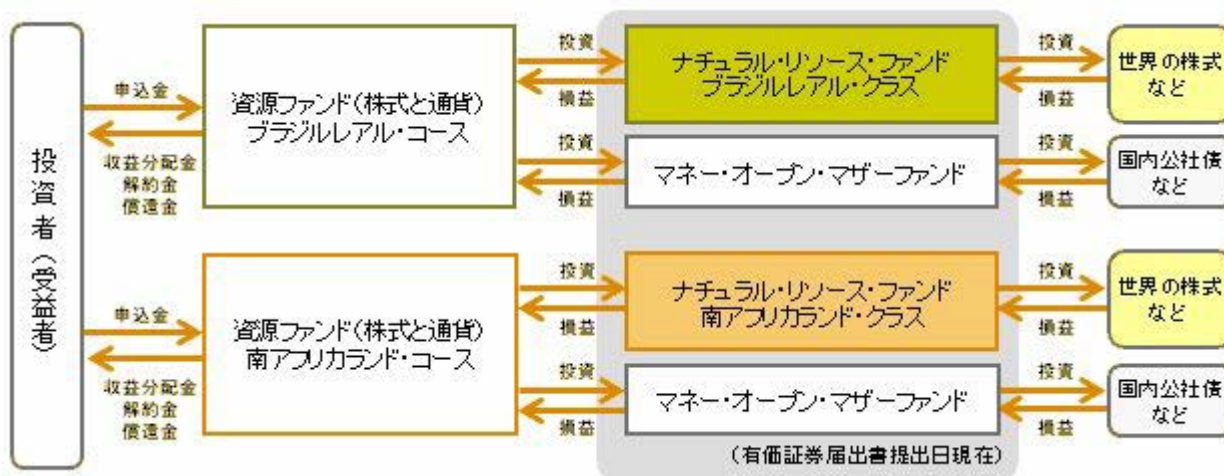 投資者（受益者）
申込金
収益分配金
解約金
償還金
資源ファンド（株式と通貨）
ブラジルレアル・コース
投資
損益
投資
損益
ナチュラル・リソース・ファンド
ブラジルレアル・クラス
マネー・オープン・マザーファンド
投資
損益
投資
損益
世界の株式
など
国内公社債
など
申込金
収益分配金
解約金
償還金
資源ファンド（株式と通貨）
南アフリカランド・コース
投資
損益
投資
損益
ナチュラル・リソース・ファンド
南アフリカランド・クラス
マネー・オープン・マザーファンド
投資
損益
投資
損益
世界の株式
など
国内公社債
など
（有価証券届出書提出日現在）